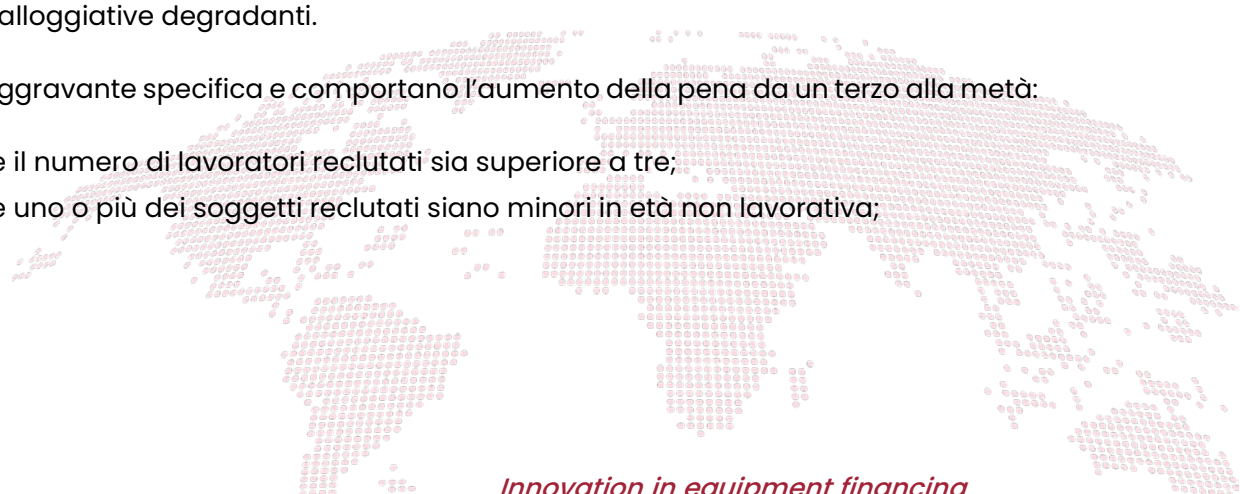 alloggiative degradanti.
ggravante specifica e comportano l’aumento della pena da un terzo alla metà:
e il numero di lavoratori reclutati sia superiore a tre;
e uno o più dei soggetti reclutati siano minori in età non lavorativa;
Innovation in equipment financing